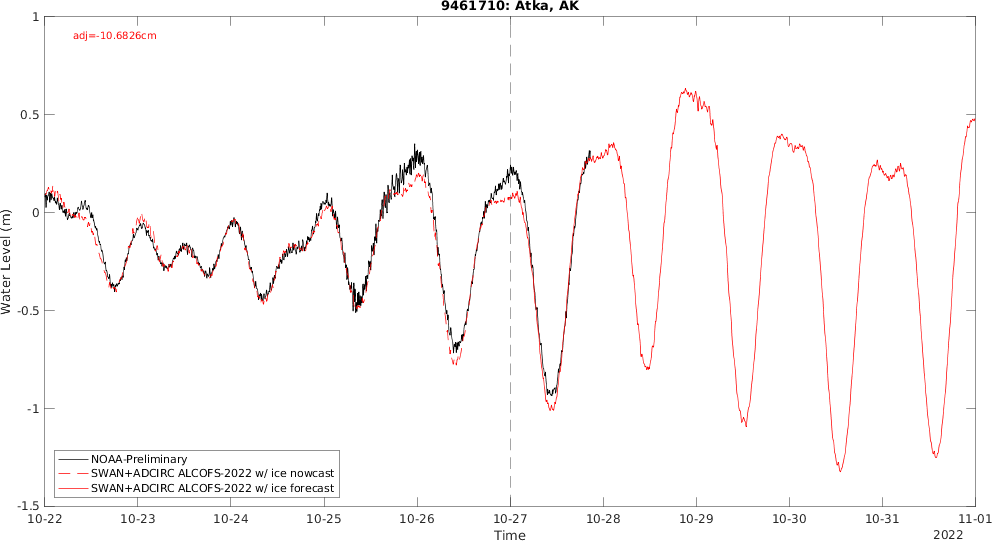 9461710: Atka, AK
adj=-10.6826cm
1
0.5
0
-0.5
-1
-1.5
Water Level (m)
NOAA-Preliminary
SWAN+ADCIRC ALCOFS-2022 w/ ice nowcast
SWAN+ADCIRC ALCOFS-2022 w/ ice forecast
10-22 10-23 10-24 10-25 10-26 10-27 10-28 10-29 10-30 10-31 11-01
Time
2022